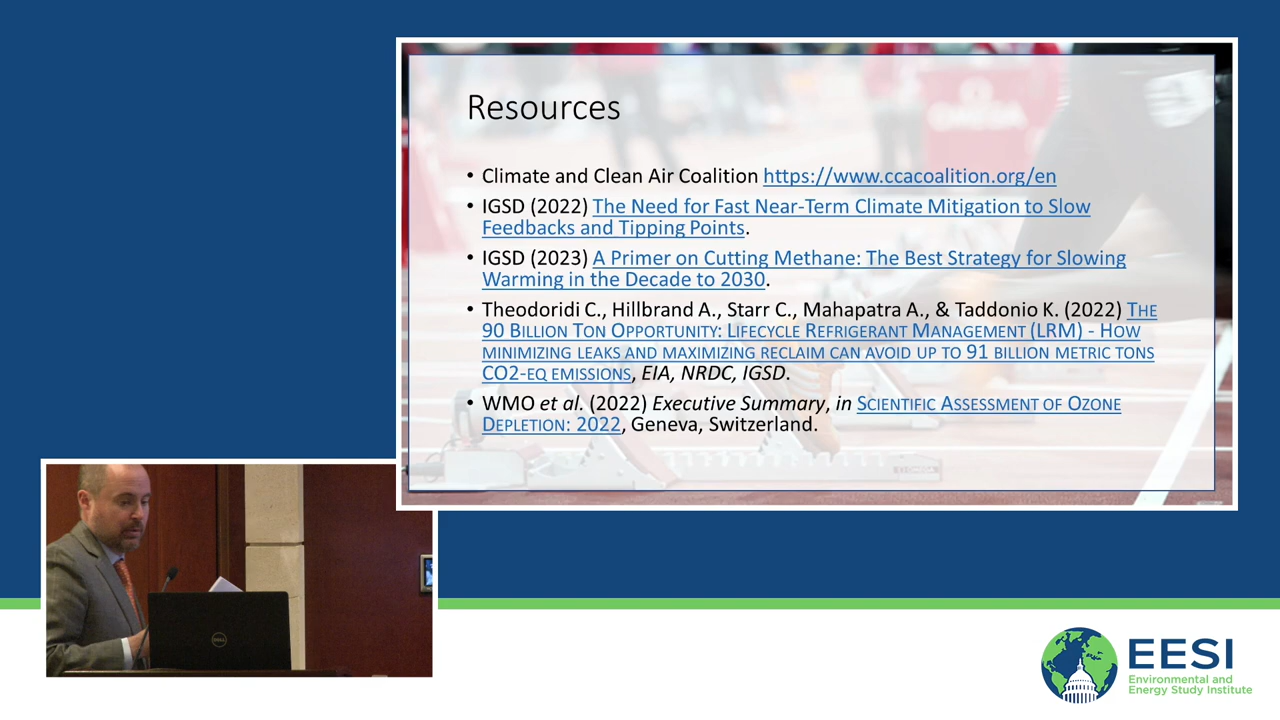 Resources
• Climate and Clean Air Coalition https://www.ccacoalition.org/en
• IGSD (2022) The Need for Fast Near-Term Climate Mitigation to Slow
Feedbacks and Tipping Points.
• IGSD (2023) A Primer on Cutting Methane: The Best Strategy for Slowing
Warming in the Decade to 2030.
• Theodoridi C., Hillbrand A., Starr C., Mahapatra A., & Taddonio K. (2022) THE
90 BILLION TON OPPORTUNITY: LIFECYCLE REFRIGERANT MANAGEMENT (LRM) - HOW
MINIMIZING LEAKS AND MAXIMIZING RECLAIM CAN AVOID UP TO 91 BILLION METRIC TONS
CO2-EQ EMISSIONS, EIA, NRDC, IGSD.
• WMO et al. (2022) Executive Summary, in SCIENTIFIC ASSESSMENT OF OZONE
DEPLETION: 2022, Geneva, Switzerland.
OMEGA
DELL
EESI
Environmental and
Energy Study Institute